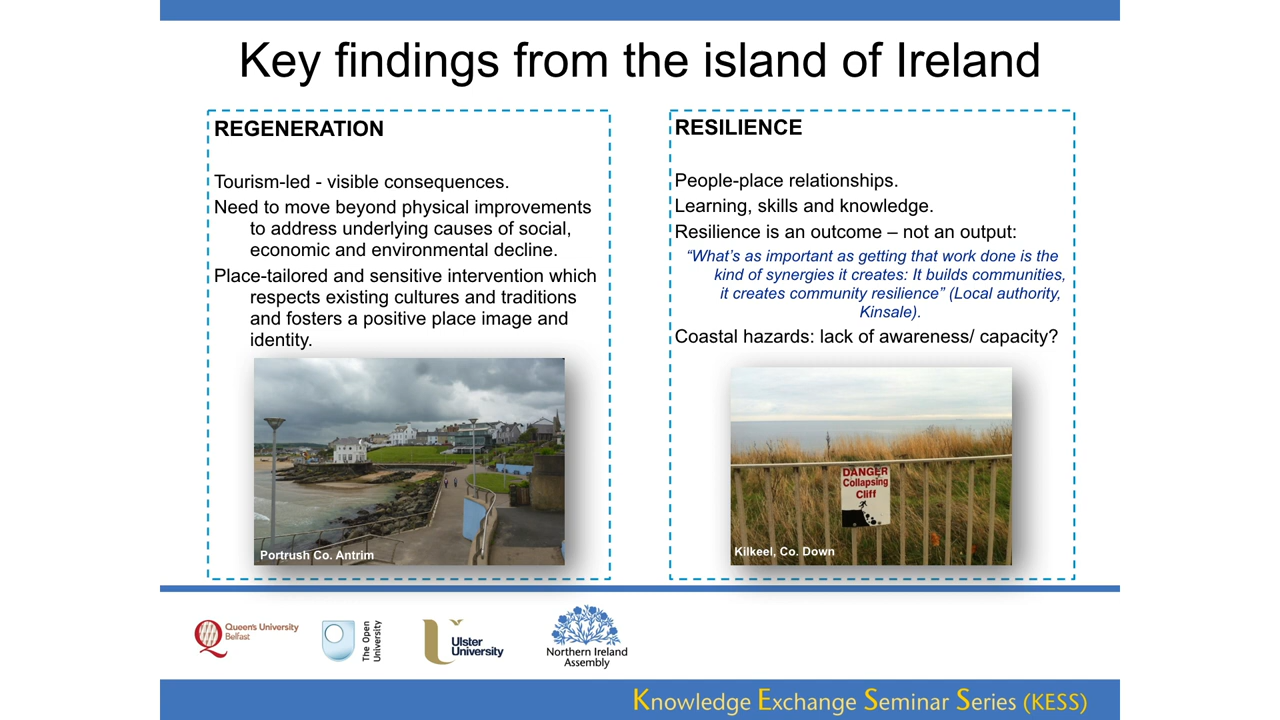 Key findings from the island of Ireland
REGENERATION
Tourism-led - visible consequences.
Need to move beyond physical improvements
to address underlying causes of social,
economic and environmental decline.
Place-tailored and sensitive intervention which
respects existing cultures and traditions
and fosters a positive place image and
identity.
Portrush Co. Antrim
RESILIENCE
People-place relationships.
Learning, skills and knowledge.
Resilience is an outcome – not an output:
“What’s as important as getting that work done is the
kind of synergies it creates: It builds communities,
it creates community resilience” (Local authority,
Kinsale).
Coastal hazards: lack of awareness/ capacity?
DANGER
Collapsing
Cliff
Kilkeel, Co. Down
Queen's University
Belfast
The Open
University
Ulster
University
Northern Ireland
Assembly
Knowledge Exchange Seminar Series (KESS)